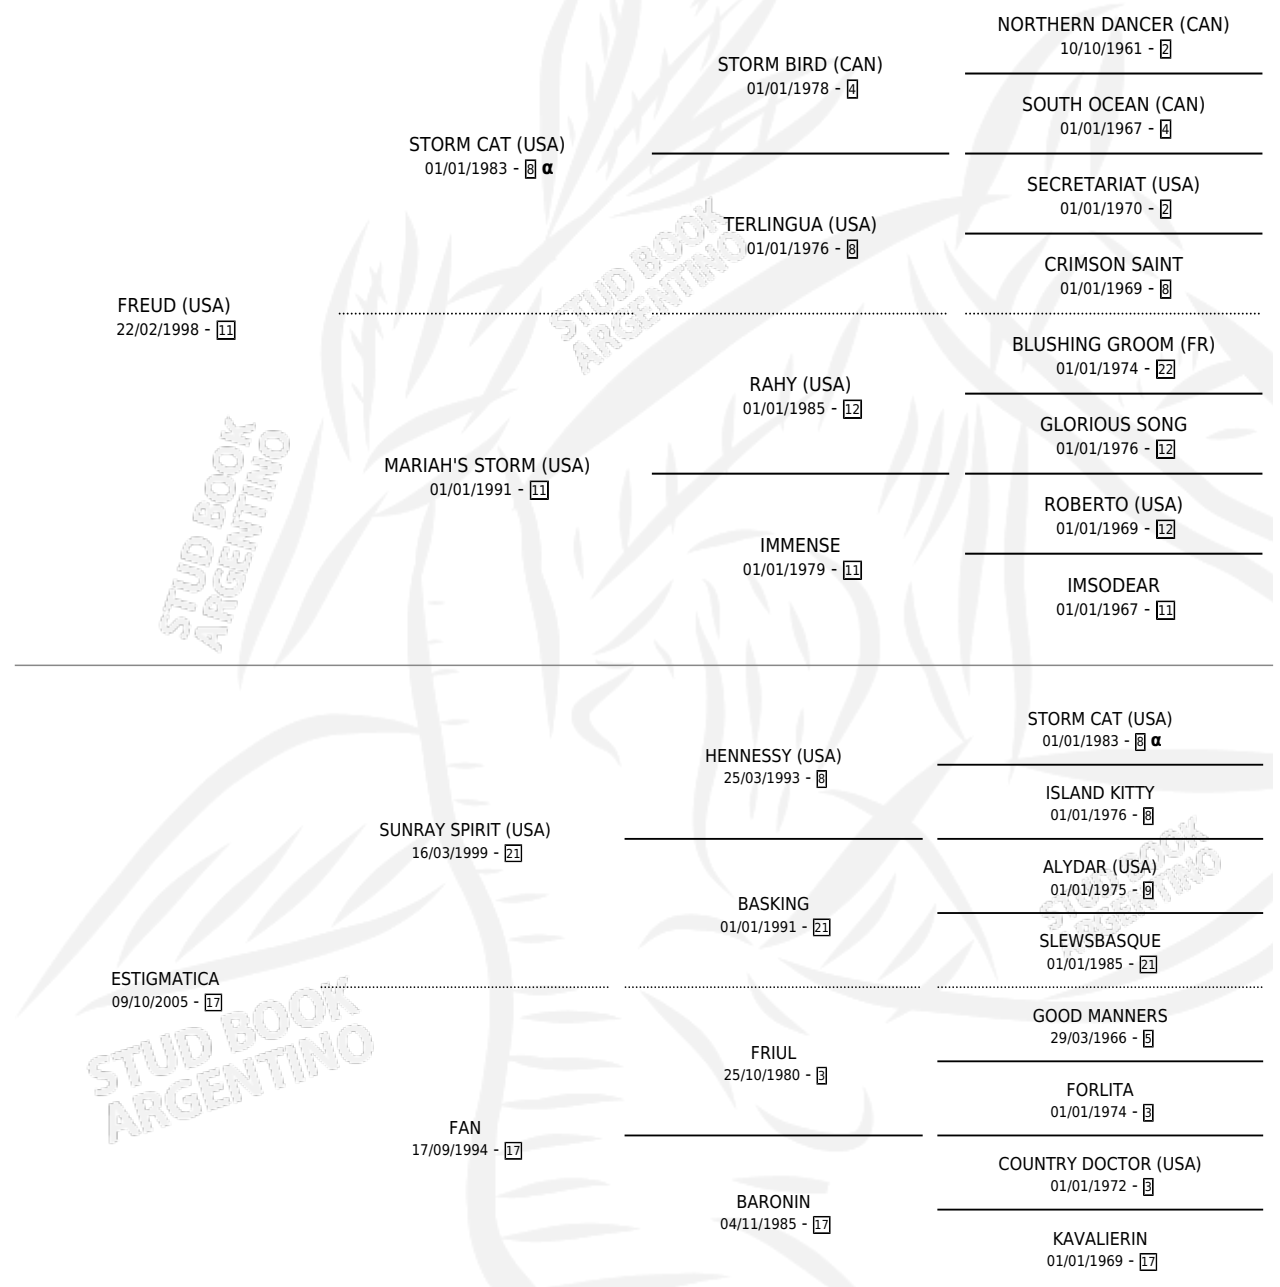 NORTHERN DANCER (CAN)
10/10/1961 - 2
STORM BIRD (CAN)
01/01/1978 - 4
SOUTH OCEAN (CAN)
01/01/1967 - 4
STORM CAT (USA)
01/01/1983 - 8 α
SECRETARIAT (USA)
01/01/1970 - 2
TERLINGUA (USA)
01/01/1976 - 8
CRIMSON SAINT
01/01/1969 - 8
FREUD (USA)
22/02/1998 - 11
BLUSHING GROOM (FR)
01/01/1974 - 22
RAHY (USA)
01/01/1985 - 12
GLORIOUS SONG
01/01/1976 - 12
MARIAH'S STORM (USA)
01/01/1991 - 11
ROBERTO (USA)
01/01/1969 - 12
IMMENSE
01/01/1979 - 11
IMSODEAR
01/01/1967 - 11
STORM CAT (USA)
01/01/1983 - 8 α
HENNESSY (USA)
25/03/1993 - 8
ISLAND KITTY
01/01/1976 - 8
SUNRAY SPIRIT (USA)
16/03/1999 - 21
ALYDAR (USA)
01/01/1975 - 9
BASKING
01/01/1991 - 21
SLEWSBASQUE
01/01/1985 - 21
ESTIGMATICA
09/10/2005 - 17
GOOD MANNERS
29/03/1966 - 5
FRIUL
25/10/1980 - 3
FORLITA
01/01/1974 - 3
FAN
17/09/1994 - 17
COUNTRY DOCTOR (USA)
01/01/1972 - 3
BARONIN
04/11/1985 - 17
KAVALIERIN
01/01/1969 - 17
STUD BOOK
ARGENTINO
STUD BOOK
ARGENTINO
STUD BOOK
ARGENTINO
STUD BOOK
ARGENTINO